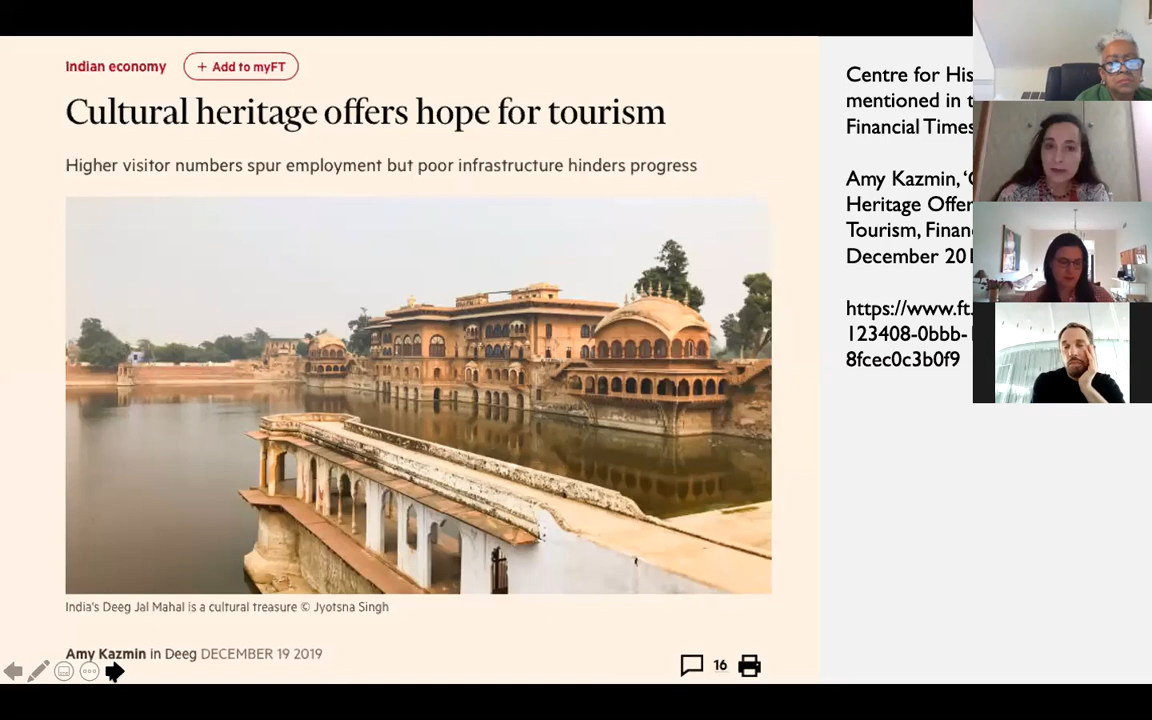 Indian economy
+ Add to myFT
Cultural heritage offers hope for tourism
Higher visitor numbers spur employment but poor infrastructure hinders progress
India's Deeg Jal Mahal is a cultural treasure © Jyotsna Singh
Amy Kazmin in Deeg DECEMBER 19 2019
16
Centre for His
mentioned in t
Financial Times
Amy Kazmin, ‘C
Heritage Offer
Tourism, Finan
December 201
https://www.ft.
123408-0bbb-
8fcec0c3b0f9